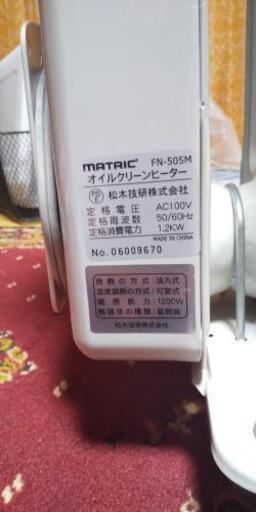 MATRIC FN-505M
オイルクリーンヒーター
松木技研株式会社
定格電圧 AC100V
定格周波数 50/60Hz
定格消費電力 1.2KW
MADE IN CHINA
No.06009670
放熱の方式:油入式
温度調節の方式:可変式
暖房能力:1200W
熱媒体の種類:鉱物油
松木技研株式会社